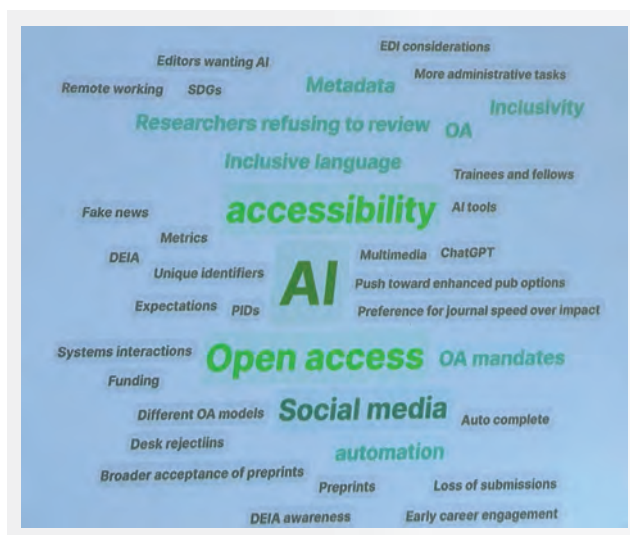 EDI considerations
Editors wanting AI
More administrative tasks
Remote working
SDGs
Metadata
Inclusivity
Researchers refusing to review
OA
Inclusive language
Trainees and fellows
accessibility
AI tools
Fake news
Metrics
DEIA
Multimedia
ChatGPT
Unique identifiers
AI
Push toward enhanced pub options
Expectations
PIDs
Preference for journal speed over impact
Systems interactions
Open access
OA mandates
Funding
Different OA models
Social media
Auto complete
Desk rejectiins
automation
Broader acceptance of preprints
Preprints
Loss of submissions
DEIA awareness
Early career engagement